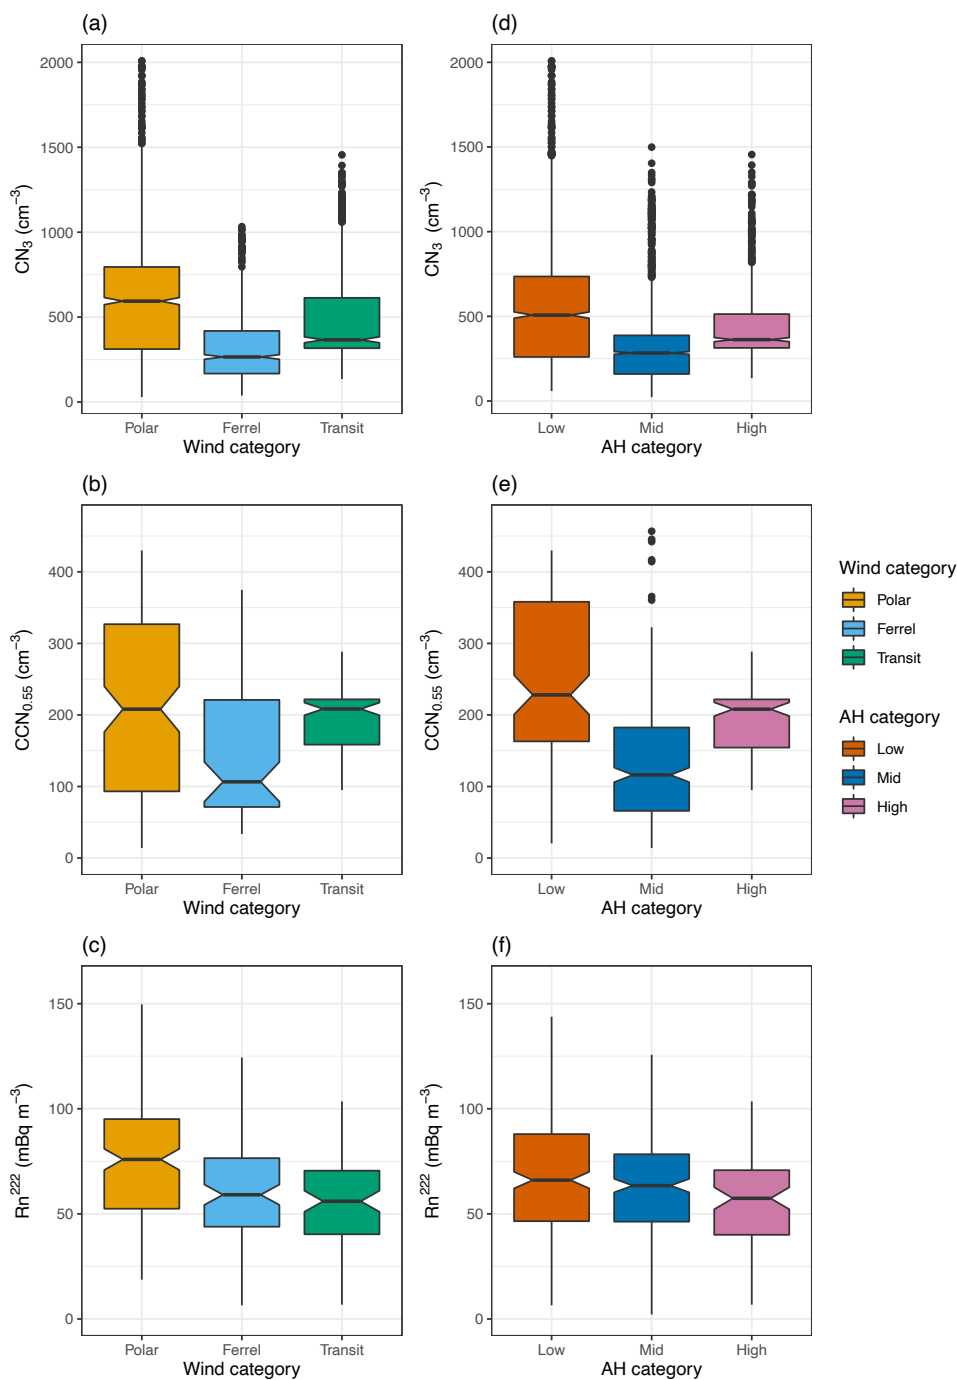 (a)
CN₃ (cm⁻³)
2000
1500
1000
500
0
Polar Ferrel Transit
Wind category
(d)
CN₃ (cm⁻³)
2000
1500
1000
500
0
Low Mid High
AH category
(b)
CCN₀.₅₅ (cm⁻³)
400
300
200
100
0
Polar Ferrel Transit
Wind category
(e)
CCN₀.₅₅ (cm⁻³)
400
300
200
100
0
Low Mid High
AH category
Wind category
Polar
Ferrel
Transit
AH category
Low
Mid
High
(c)
Rn²²² (mBq m⁻³)
150
100
50
0
Polar Ferrel Transit
Wind category
(f)
Rn²²² (mBq m⁻³)
150
100
50
0
Low Mid High
AH category